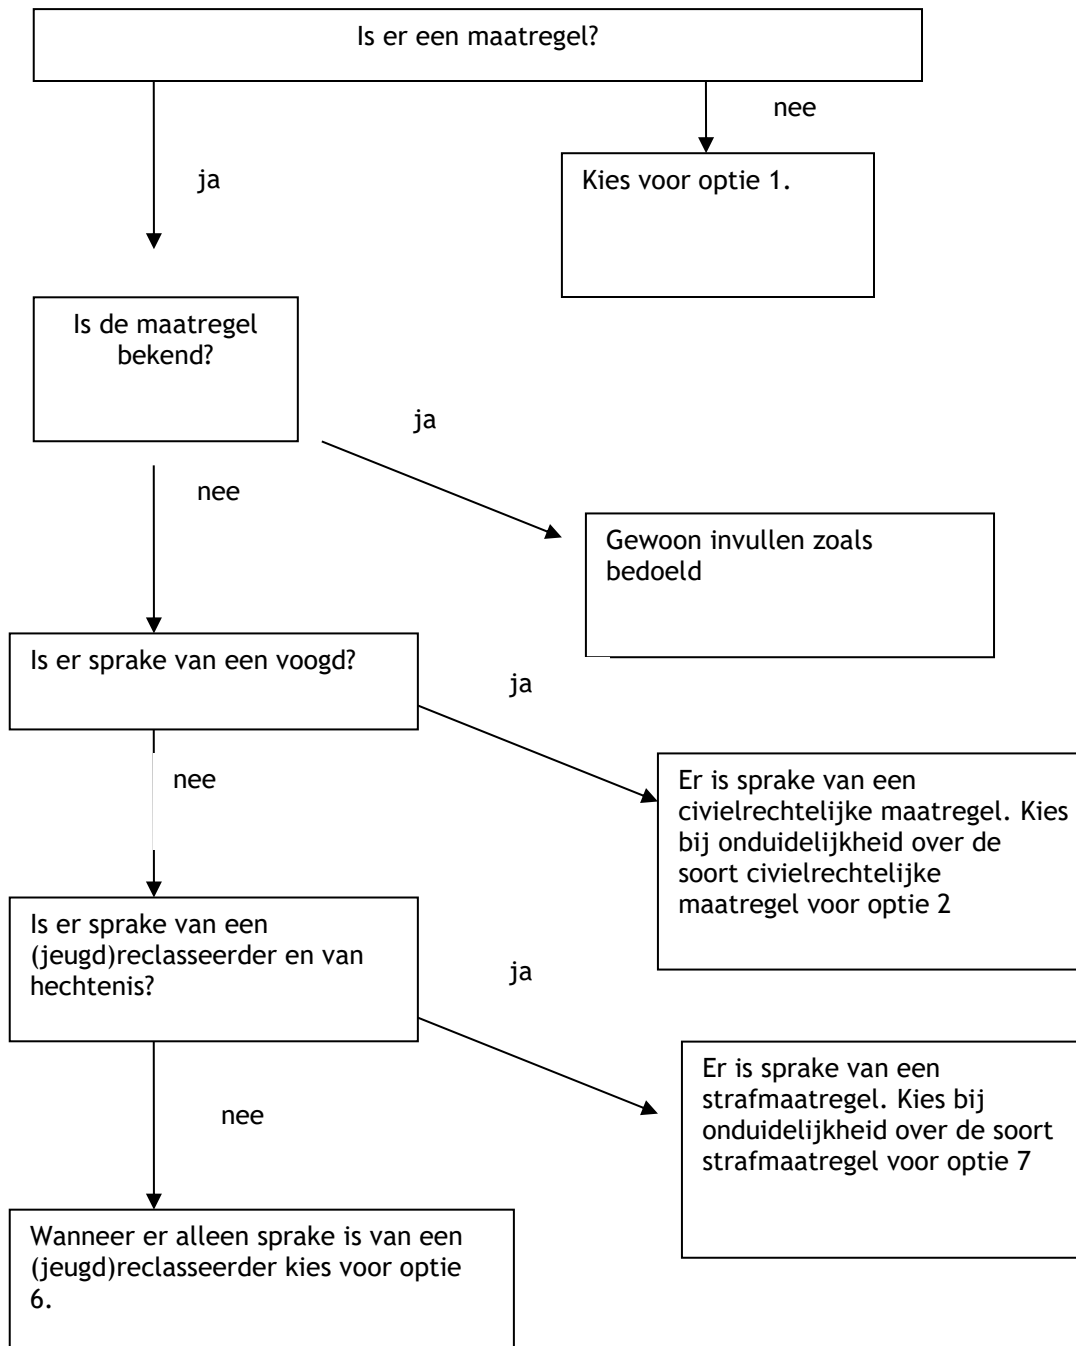 Is er een maatregel?
nee
ja
Kies voor optie 1.
Is de maatregel
bekend?
ja
nee
Gewoon invullen zoals
bedoeld
Is er sprake van een voogd?
ja
nee
Er is sprake van een
civielrechtelijke maatregel. Kies
bij onduidelijkheid over de
soort civielrechtelijke
maatregel voor optie 2
Is er sprake van een
(jeugd)reclasseerder en van
hechtenis?
ja
Er is sprake van een
strafmaatregel. Kies bij
onduidelijkheid over de soort
strafmaatregel voor optie 7
nee
Wanneer er alleen sprake is van een
(jeugd)reclasseerder kies voor optie
6.